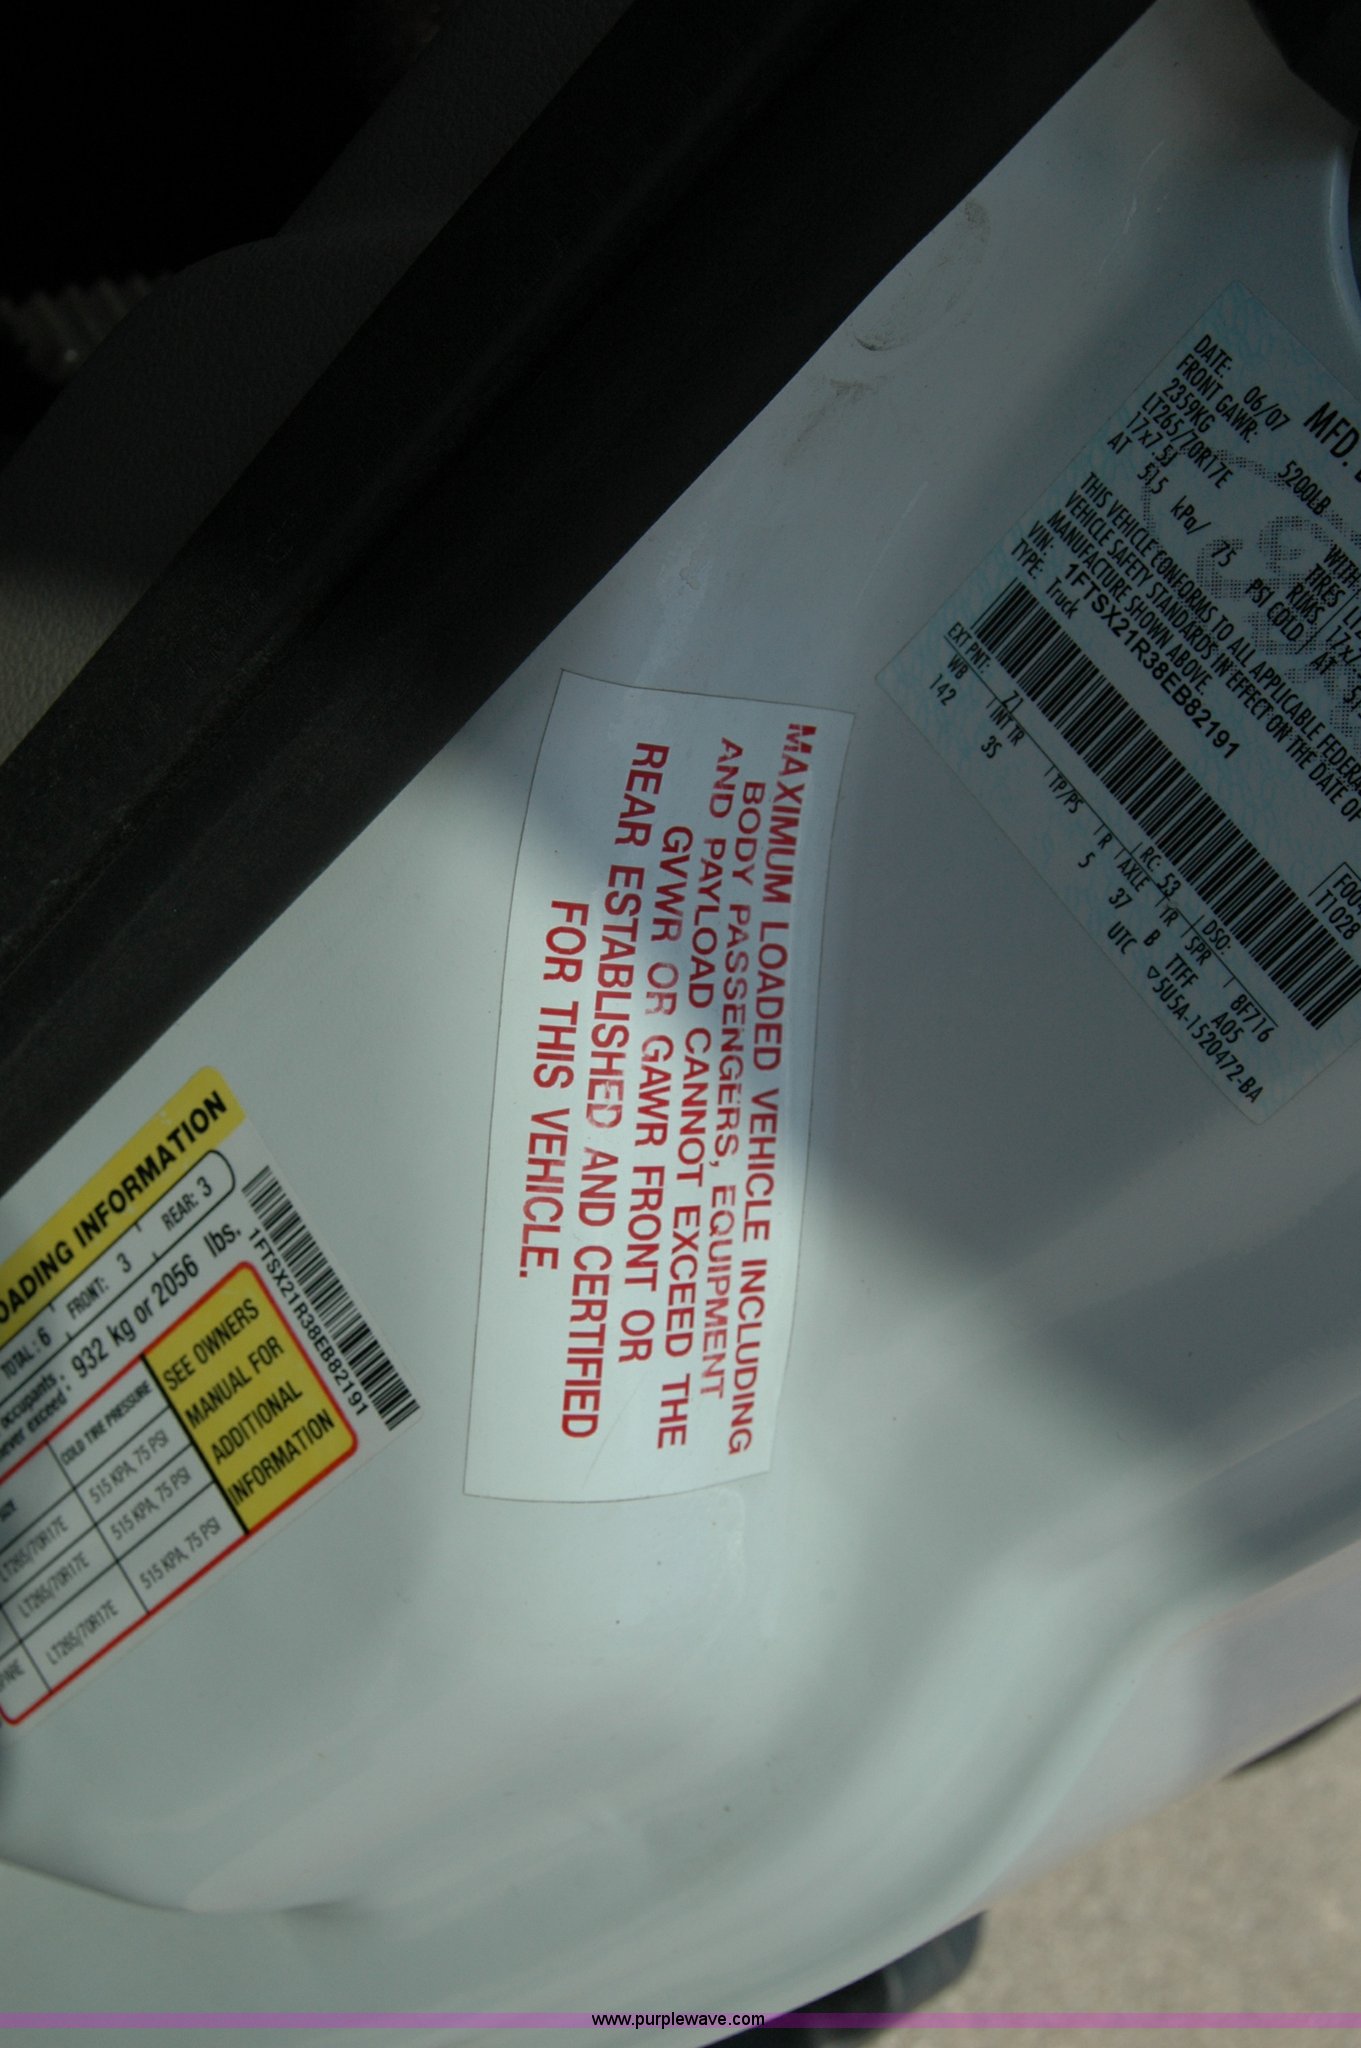 MFD.
DATE: 06/07
FRONT GAWR: 5200LB
2359KG
LT265/70R17E
17x7.5J
AT 515 kPa/ 75 PSI COLD
WITH
TIRES
RIMS
AT
THIS VEHICLE CONFORMS TO ALL APPLICABLE FEDERA
VEHICLE SAFETY STANDARDS IN EFFECT ON THE DATE OF
MANUFACTURE SHOWN ABOVE.
VIN: 1FTSX21R38EB82191
TYPE: Truck
F00
T1028
EXT PNT: Z1 RC: 53 DSO: 8F716
WB INT TR TP/PS R AXLE TR SPR A05
142 3S 5 37 B TTFF
UTC ▽5U5A-1520472-BA
MAXIMUM LOADED VEHICLE INCLUDING
BODY PASSENGERS, EQUIPMENT
AND PAYLOAD CANNOT EXCEED THE
GVWR OR GAWR FRONT OR
REAR ESTABLISHED AND CERTIFIED
FOR THIS VEHICLE.
OADING INFORMATION
TOTAL: 6 FRONT: 3 REAR: 3
occupants,
never exceed: 932 kg or 2056 lbs.
SIZE COLD TIRE PRESSURE
LT265/70R17E 515 KPA, 75 PSI
LT265/70R17E 515 KPA, 75 PSI
LT265/70R17E 515 KPA, 75 PSI
SEE OWNERS
MANUAL FOR
ADDITIONAL
INFORMATION
1FTSX21R38EB82191
www.purplewave.com